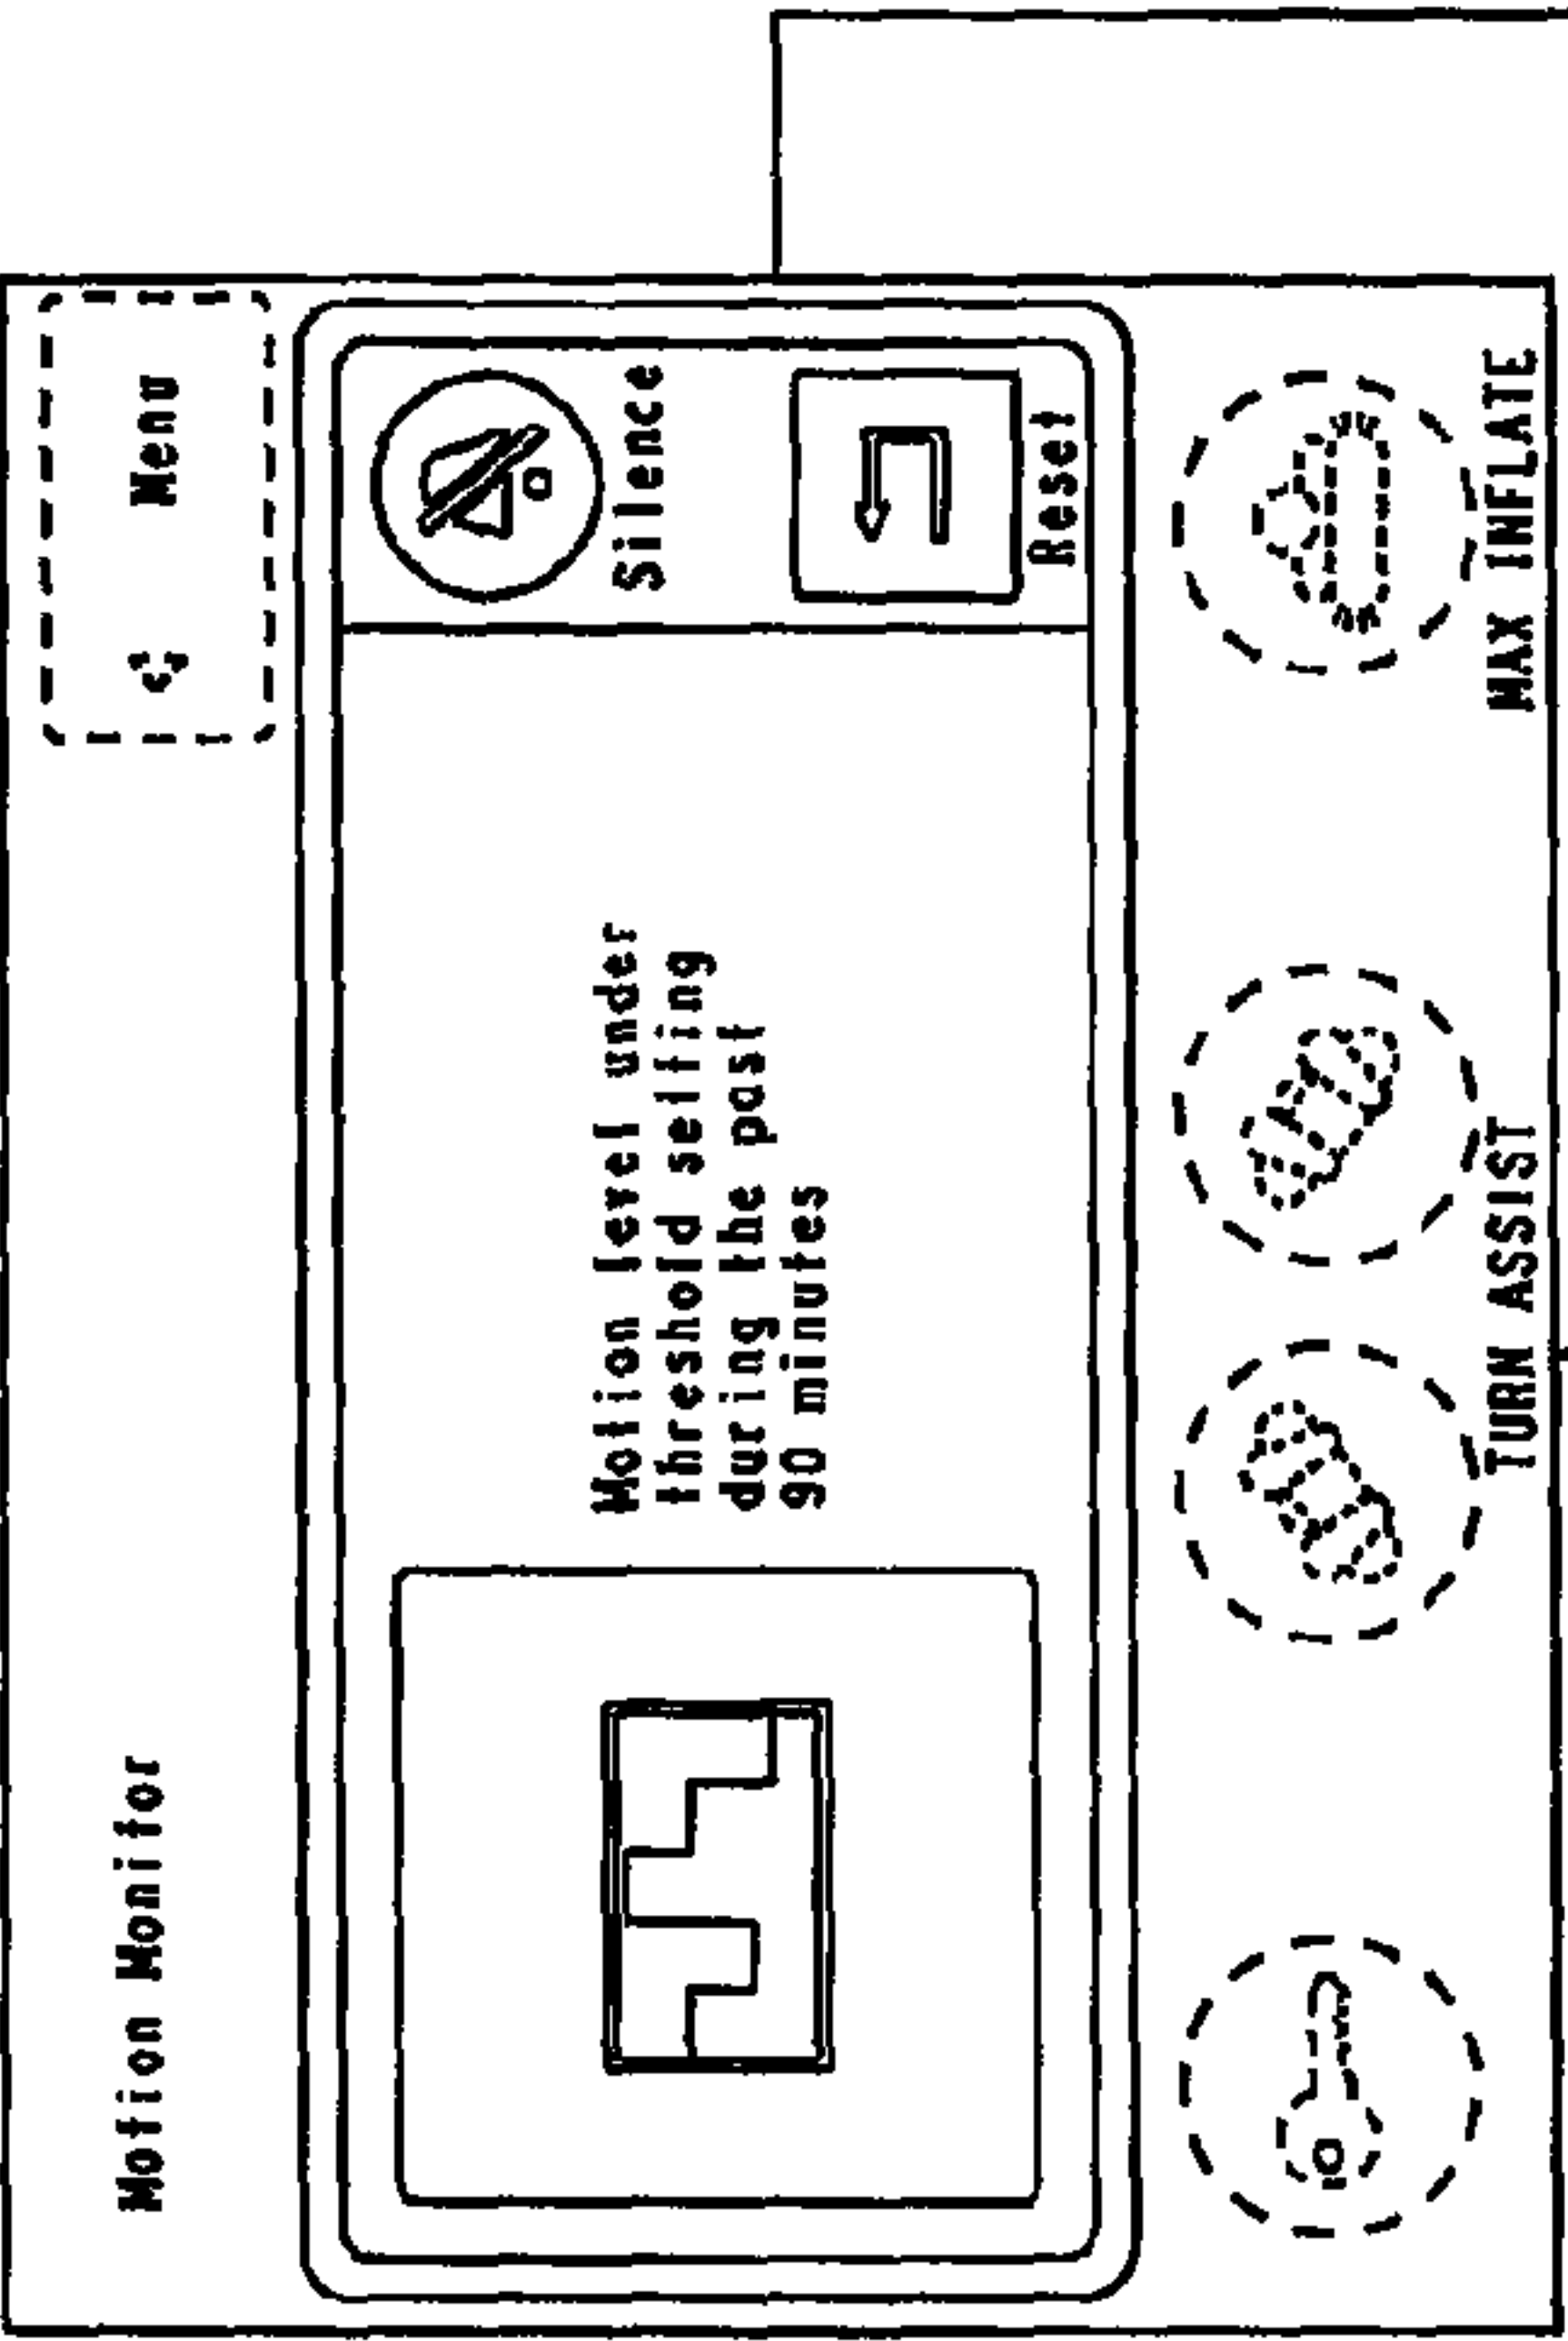 Motion Monitor
Menu
Motion level under
threshold setting
during the past
90 minutes
Silence
Reset
TURN ASSIST
MAX INFLATE